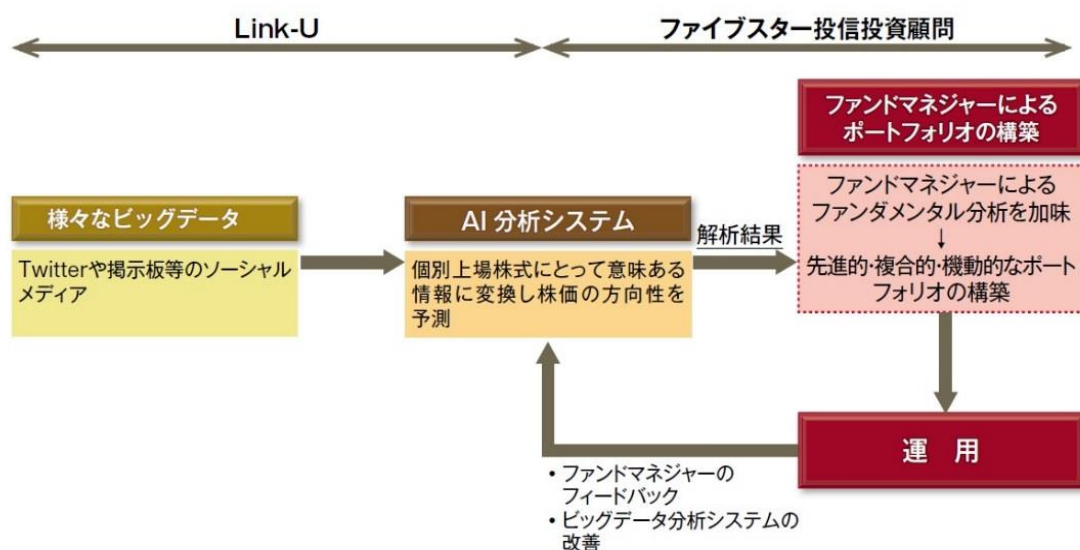 Link-U
ファイブスター投信投資顧問
ファンドマネジャーによる
ポートフォリオの構築
様々なビッグデータ
Twitterや掲示板等のソーシャル
メディア
AI 分析システム
個別上場株式にとって意味ある
情報に変換し株価の方向性を
予測
解析結果
ファンドマネジャーによる
ファンダメンタル分析を加味
↓
先進的・複合的・機動的なポート
フォリオの構築
運 用
・ファンドマネジャーの
フィードバック
・ビッグデータ分析システムの
改善